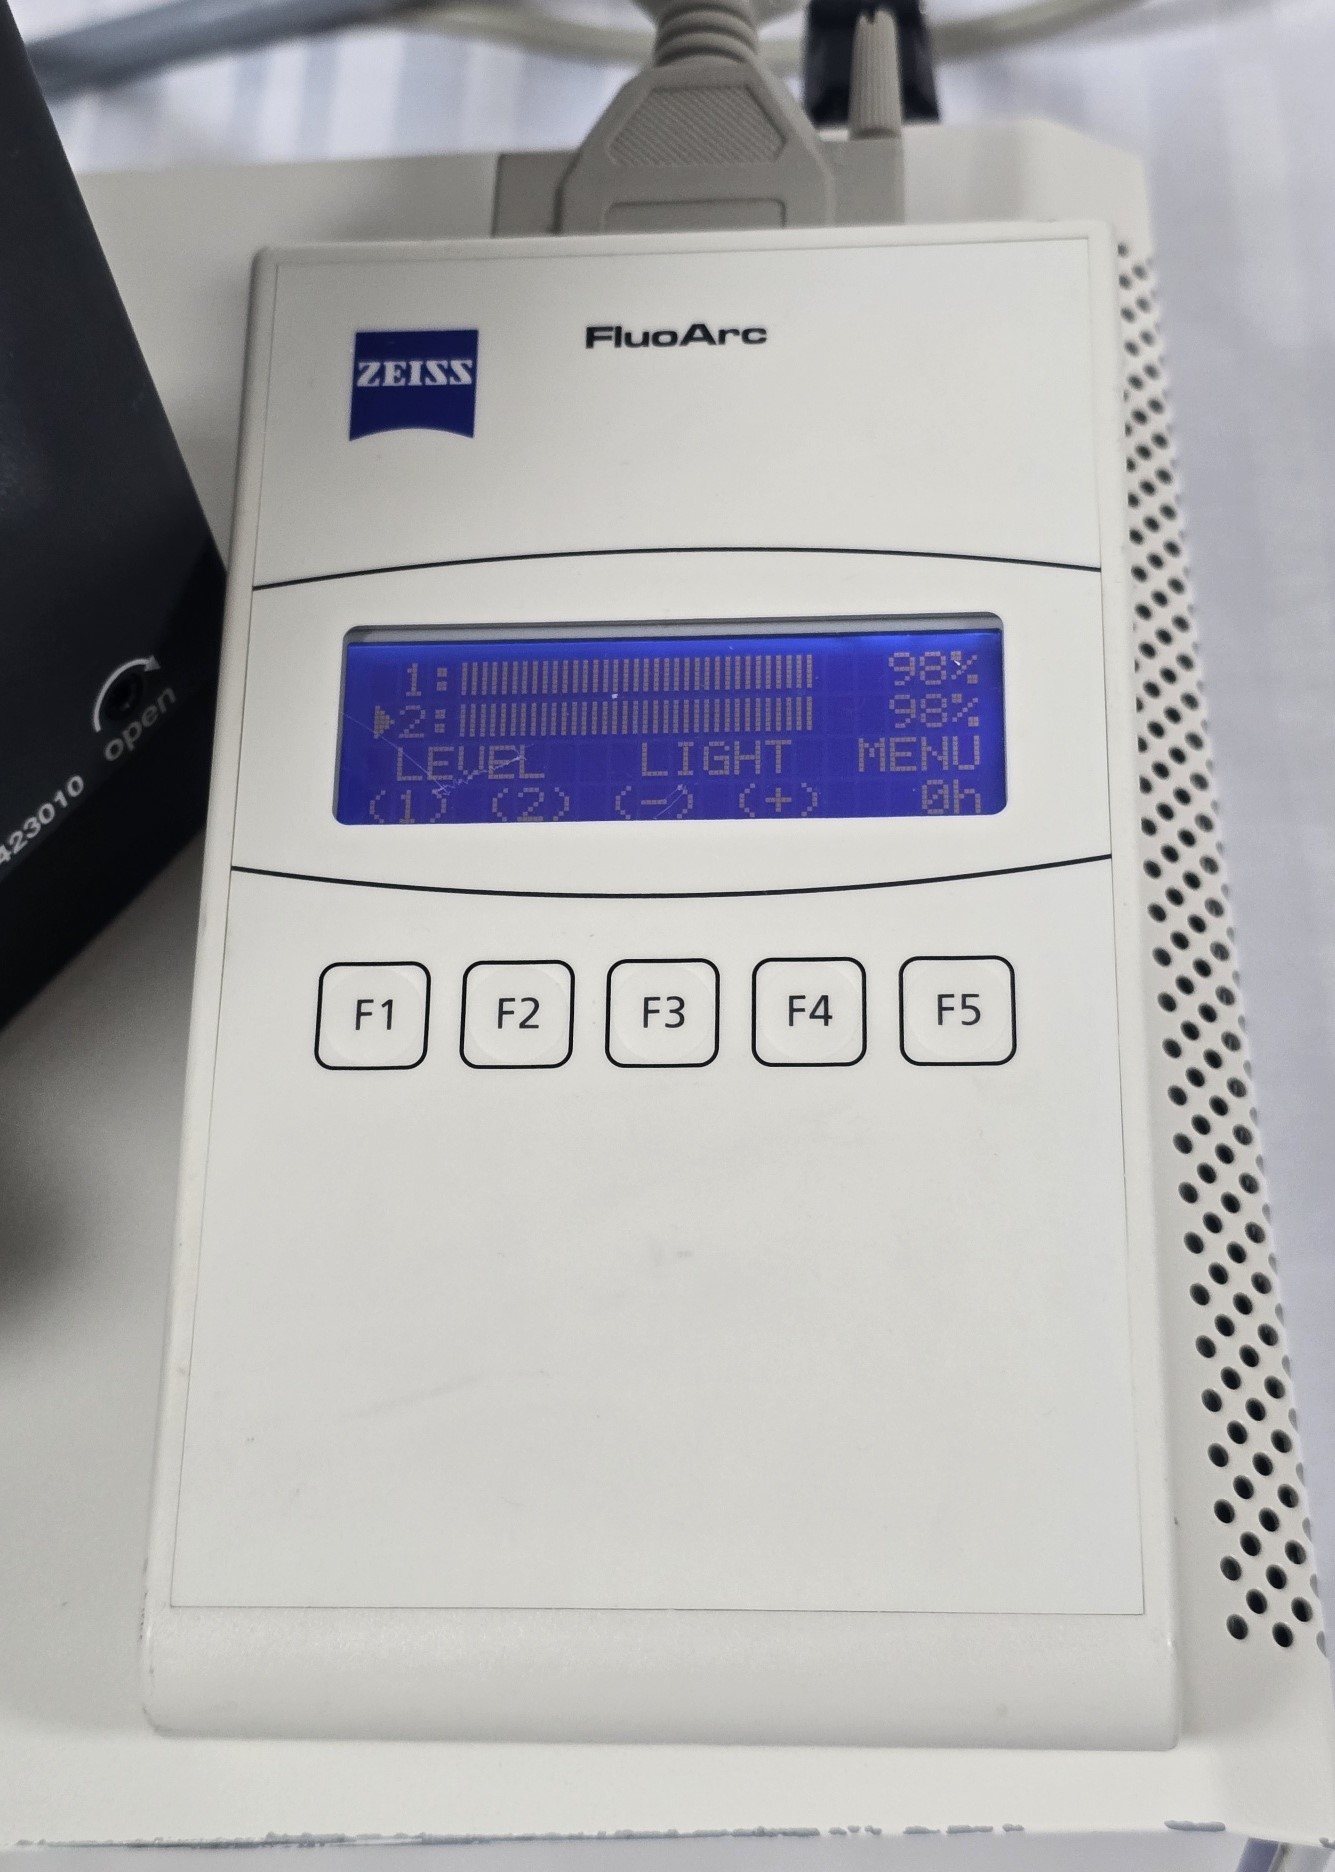 ZEISS
FluoArc
1: 98%
▶2: 98%
LEVEL LIGHT MENU
(1) (2) (-) (+) 0h
F1 F2 F3 F4 F5
open
423010